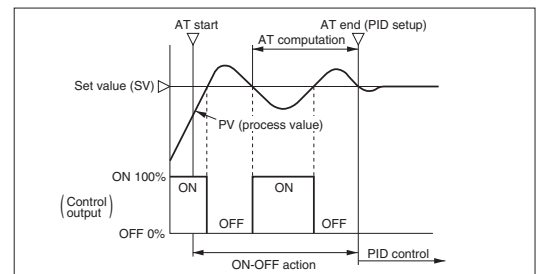 AT start
AT end (PID setup)
AT computation
Set value (SV)
PV (process value)
ON 100%
ON
ON
(Control output)
OFF
OFF
OFF 0%
ON-OFF action
PID control